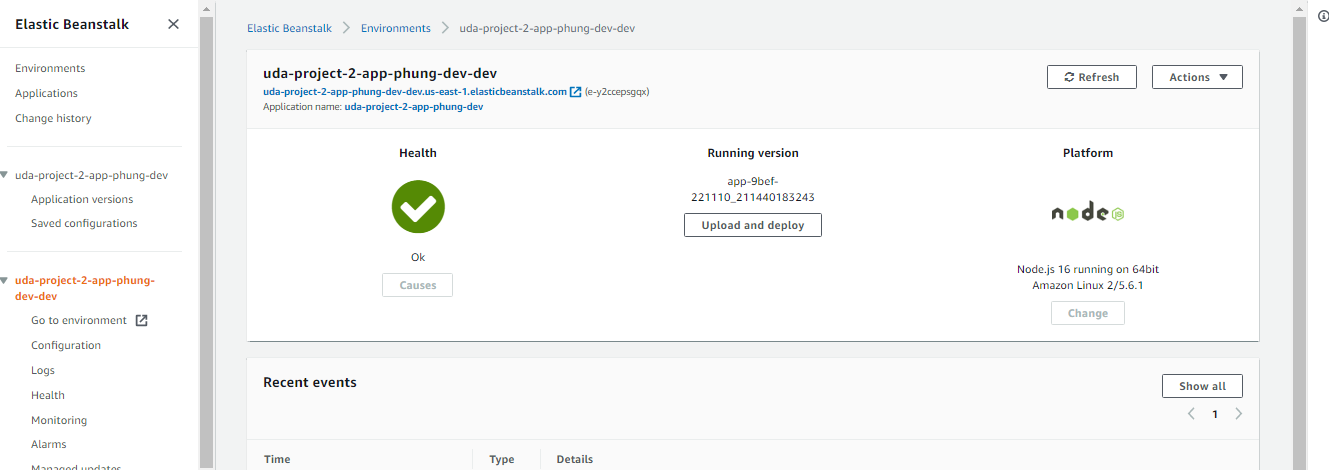 Elastic Beanstalk
Environments
Applications
Change history
uda-project-2-app-phung-dev
Application versions
Saved configurations
uda-project-2-app-phung-
dev-dev
Go to environment
Configuration
Logs
Health
Monitoring
Alarms
Managed updates
Elastic Beanstalk > Environments > uda-project-2-app-phung-dev-dev
uda-project-2-app-phung-dev-dev
uda-project-2-app-phung-dev-dev.us-east-1.elasticbeanstalk.com (e-y2ccepsgqx)
Application name: uda-project-2-app-phung-dev
Refresh
Actions
Health
Ok
Causes
Running version
app-9bef-
221110_211440183243
Upload and deploy
Platform
node JS
Node.js 16 running on 64bit
Amazon Linux 2/5.6.1
Change
Recent events
Show all
1
Time Type Details